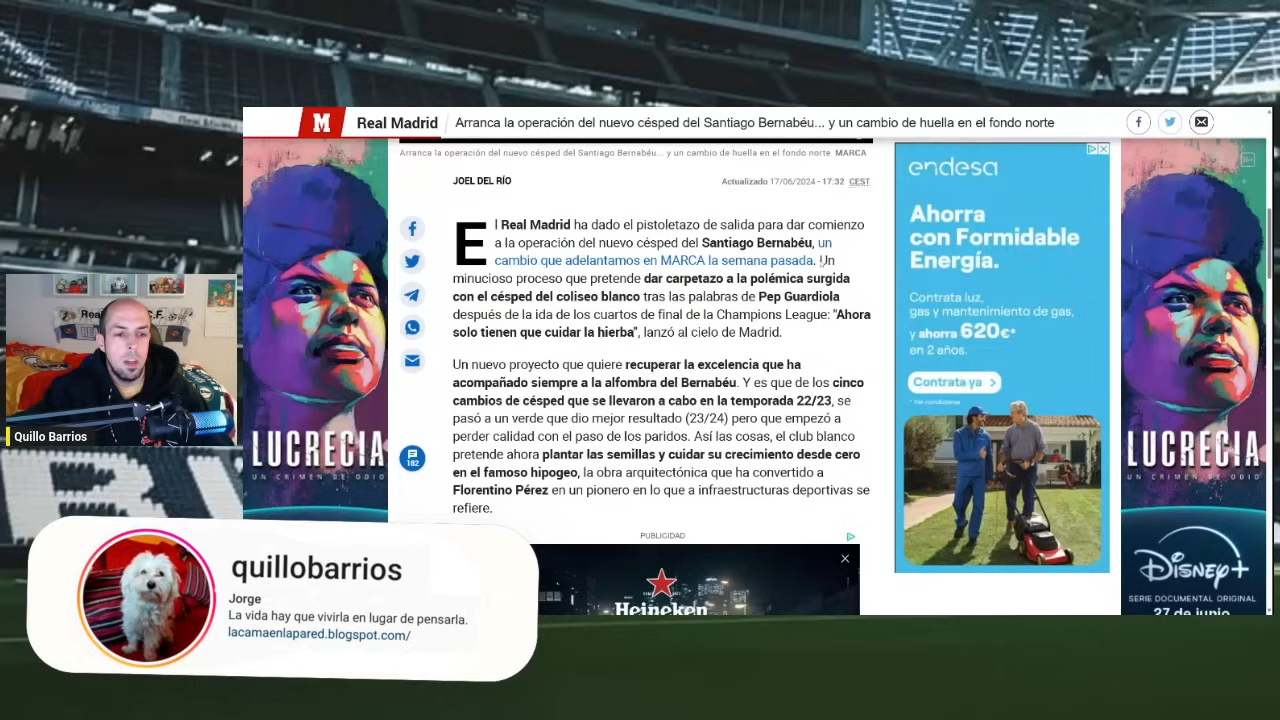 M
Real Madrid
Arranca la operación del nuevo césped del Santiago Bernabéu... y un cambio de huella en el fondo norte
Arranca la operación del nuevo césped del Santiago Bernabéu... y un cambio de huella en el fondo norte MARCA
JOEL DEL RÍO
Actualizado 17/06/2024 - 17:32 CEST
El Real Madrid ha dado el pistoletazo de salida para dar comienzo
a la operación del nuevo césped del Santiago Bernabéu, un
cambio que adelantamos en MARCA la semana pasada. Un
minucioso proceso que pretende dar carpetazo a la polémica surgida
con el césped del coliseo blanco tras las palabras de Pep Guardiola
después de la ida de los cuartos de final de la Champions League: "Ahora
solo tienen que cuidar la hierba", lanzó al cielo de Madrid.
Un nuevo proyecto que quiere recuperar la excelencia que ha
acompañado siempre a la alfombra del Bernabéu. Y es que de los cinco
cambios de césped que se llevaron a cabo en la temporada 22/23, se
pasó a un verde que dio mejor resultado (23/24) pero que empezó a
perder calidad con el paso de los paridos. Así las cosas, el club blanco
pretende ahora plantar las semillas y cuidar su crecimiento desde cero
en el famoso hipogeo, la obra arquitectónica que ha convertido a
Florentino Pérez en un pionero en lo que a infraestructuras deportivas se
refiere.
182
PUBLICIDAD
Heineken
endesa
Ahorra
con Formidable
Energía.
Contrata luz,
gas y mantenimiento de gas,
y ahorra 620€*
en 2 años.
Contrata ya >
* Ver condiciones
LUCRECIA
UN CRIMEN DE ODIO
LUCRECIA
UN CRIMEN DE ODIO
Disney+
SERIE DOCUMENTAL ORIGINAL
27 de junio
Quillo Barrios
quillobarrios
Jorge
La vida hay que vivirla en lugar de pensarla.
lacamaenlapared.blogspot.com/